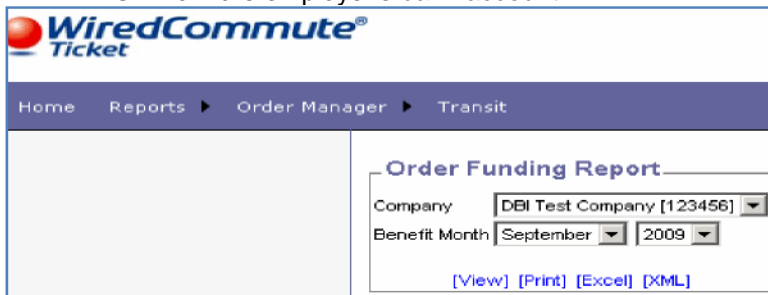 WiredCommute®
Ticket
Home Reports Order Manager Transit
Order Funding Report
Company DBI Test Company [123456]
Benefit Month September 2009
[View] [Print] [Excel] [XML]